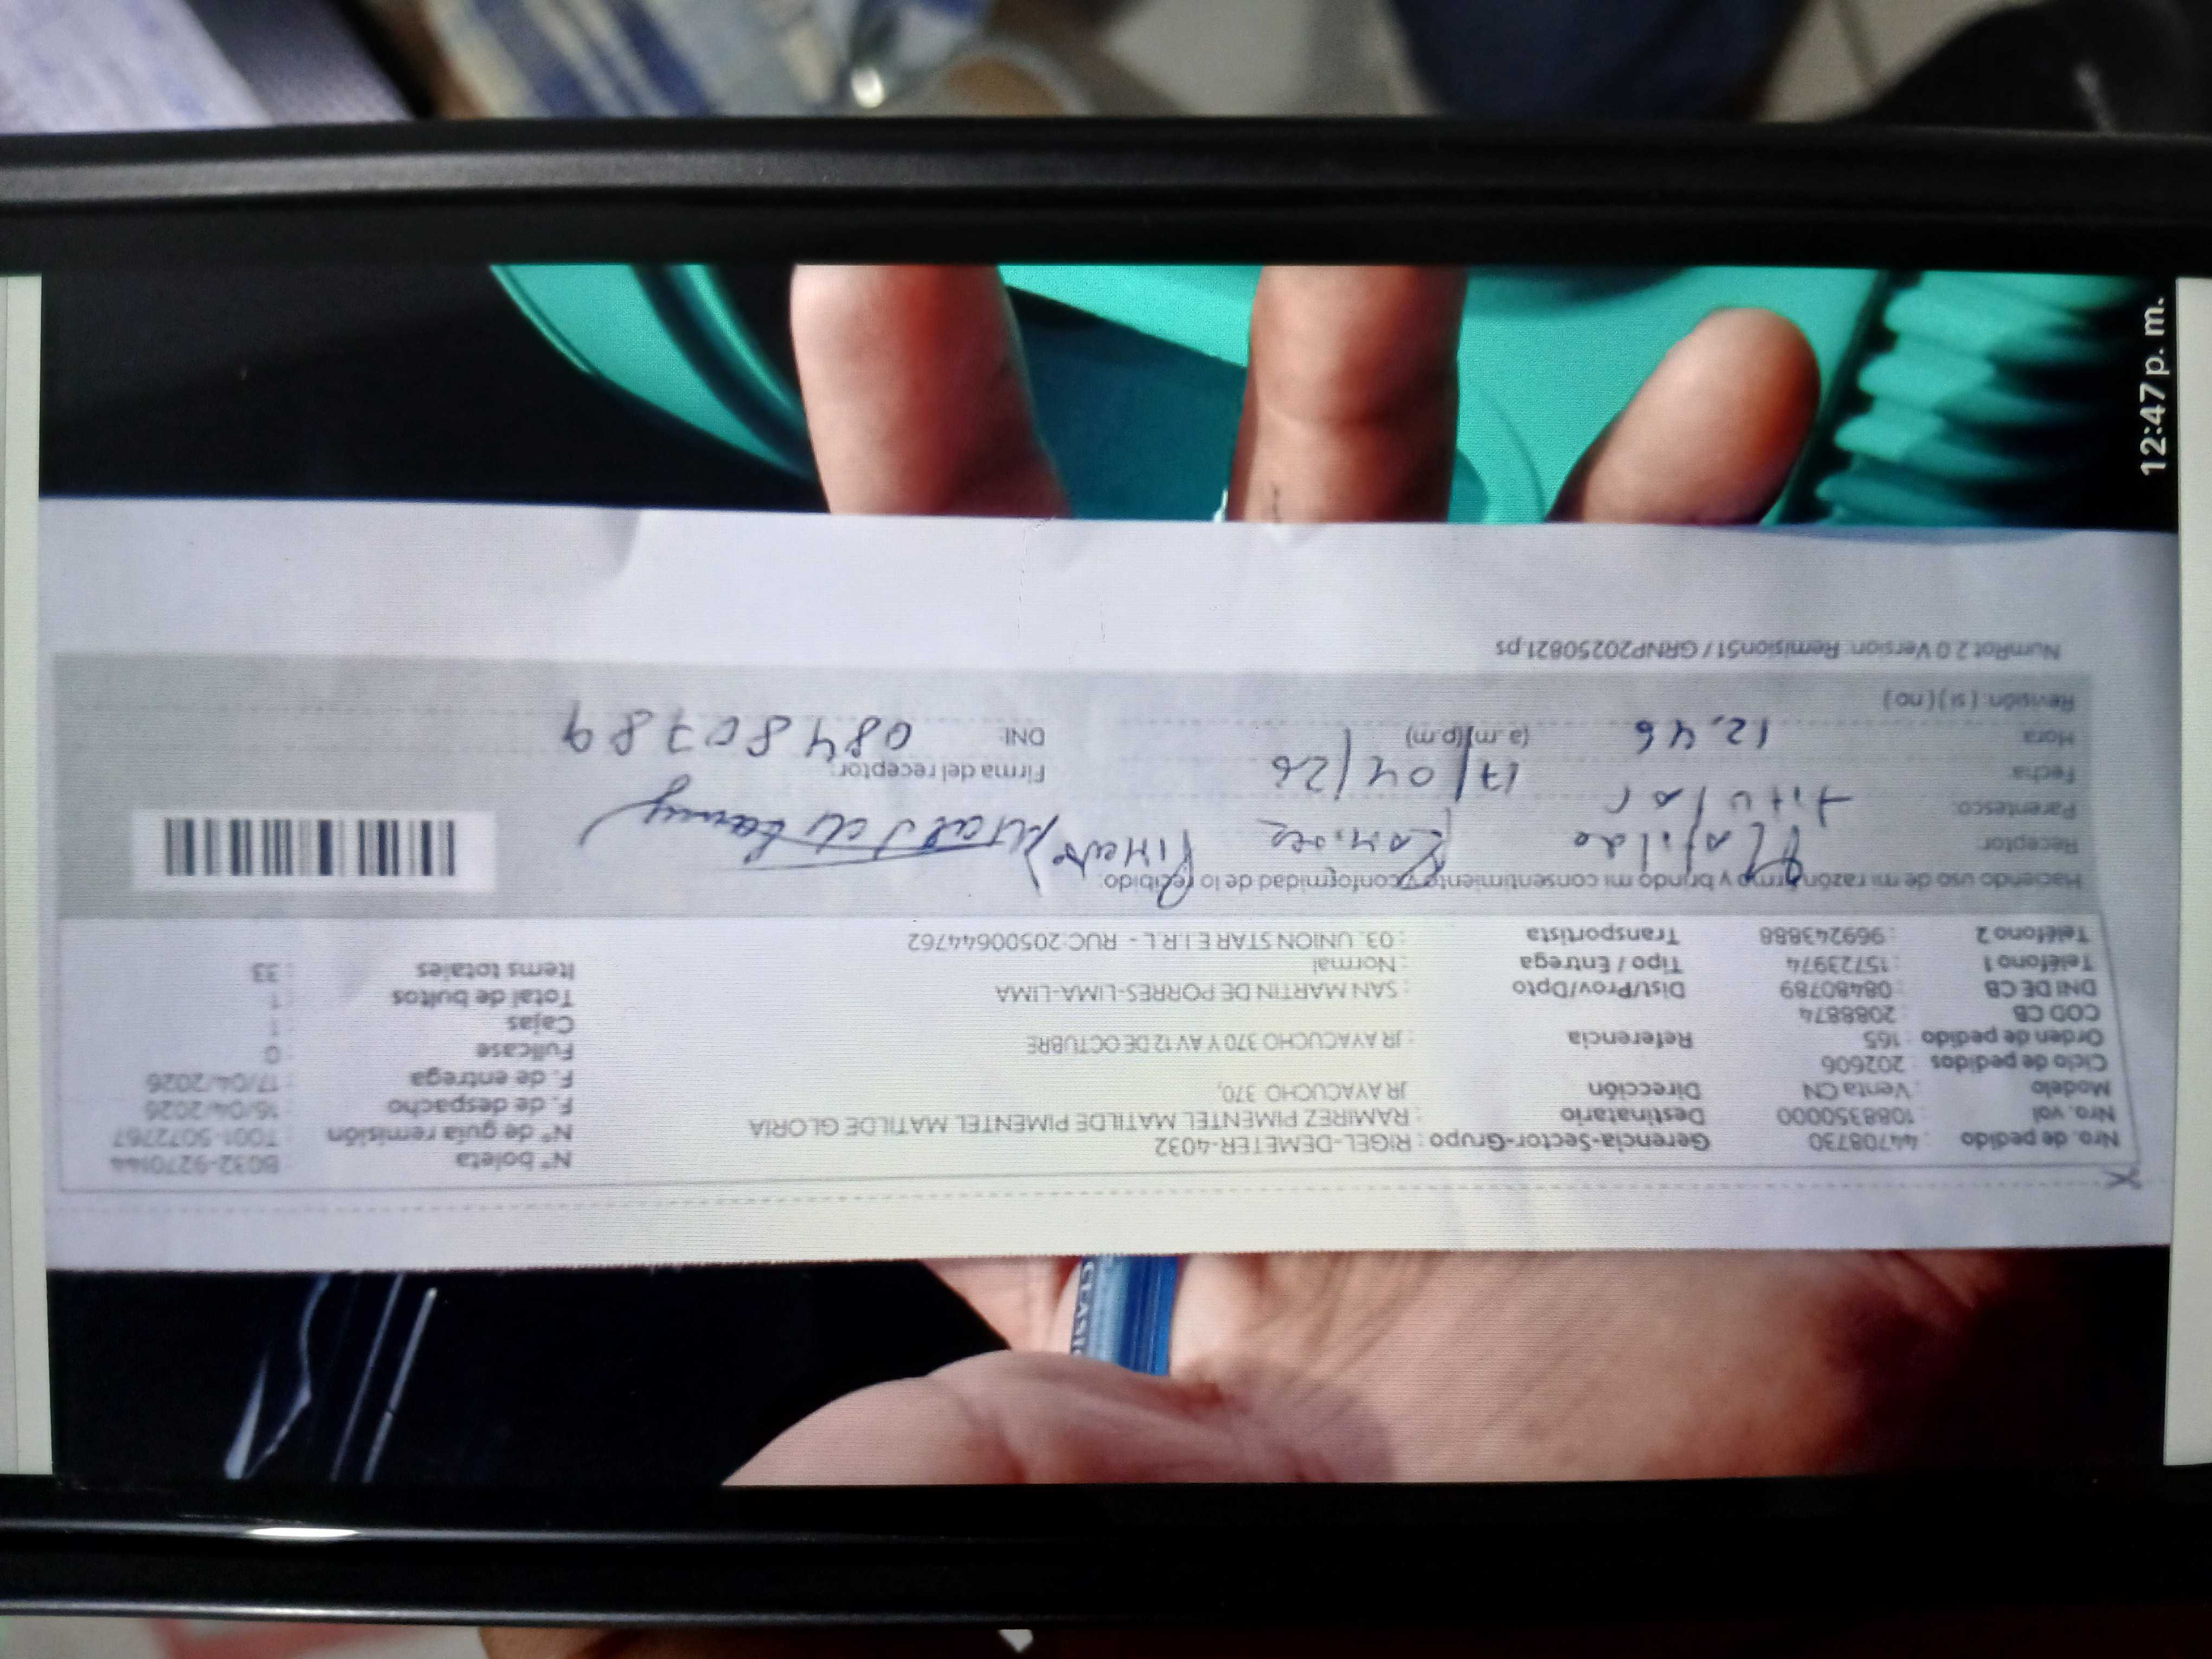 12:47 p. m.
Nro. de pedido : 44708730 Gerencia-Sector-Grupo : RIGEL-DEMETER-4032 N° boleta : B032-9270144
Nro. vol : 1088350000 Destinatario : RAMIREZ PIMENTEL MATILDE PIMENTEL MATILDE GLORIA N° de guía remisión : T001-5072767
Modelo : Venta CN Dirección JR AYACUCHO 370, F. de despacho : 16/04/2026
Ciclo de pedidos : 202606 F. de entrega : 17/04/2026
Orden de pedido : 165 Referencia : JR AYACUCHO 370 Y AV 12 DE OCTUBRE Fullcase : 0
COD CB : 2088874 Cajas : 1
DNI DE CB : 08480789 Dist/Prov/Dpto : SAN MARTIN DE PORRES-LIMA-LIMA Total de bultos : 1
Teléfono 1 : 15723974 Tipo / Entrega : Normal Items totales : 33
Teléfono 2 : 969243888 Transportista : 03. UNION STAR E.I.R.L - RUC:20500644762
Haciendo uso de mi razón firmo y brindo mi consentimiento y conformidad de lo recibido:
Receptor: Matilde Ramirez Pimentel
Parentesco: titular
Fecha: 17/04/26 Firma del receptor:
Hora 12.46 (a.m)(p.m) DNI: 08480789
Revisión: (si) (no)
NumRot 2.0 Version: Remision51 / GRNP20250821.ps